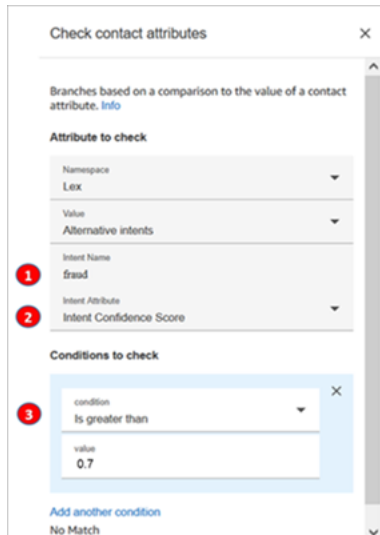 Check contact attributes
Branches based on a comparison to the value of a contact
attribute. Info
Attribute to check
Namespace
Lex
Value
Alternative intents
Intent Name
1 fraud
Intent Attribute
2 Intent Confidence Score
Conditions to check
condition
3 Is greater than
value
0.7
Add another condition
No Match